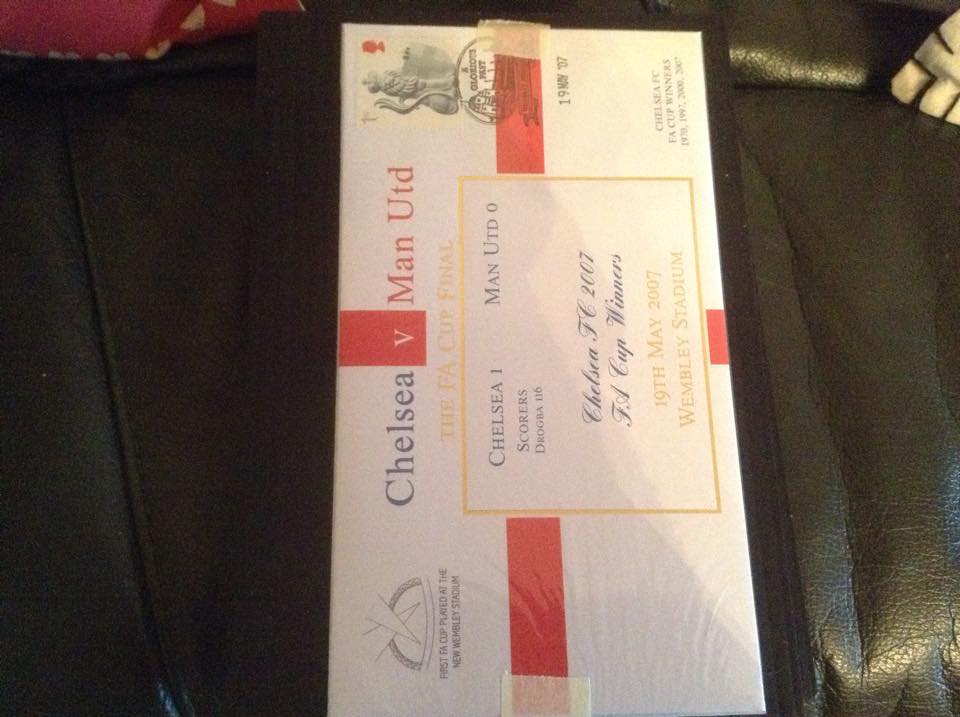 Chelsea v Man Utd
THE FA CUP FINAL
CHELSEA 1 MAN UTD 0
SCORERS
DROGBA 116
Chelsea FC 2007
FA Cup Winners
19TH MAY 2007
WEMBLEY STADIUM
FIRST FA CUP PLAYED AT THE
NEW WEMBLEY STADIUM
A
GLORIOUS
PAST
19 MAY '07
CHELSEA FC
FA CUP WINNERS
1970, 1997, 2000, 2007